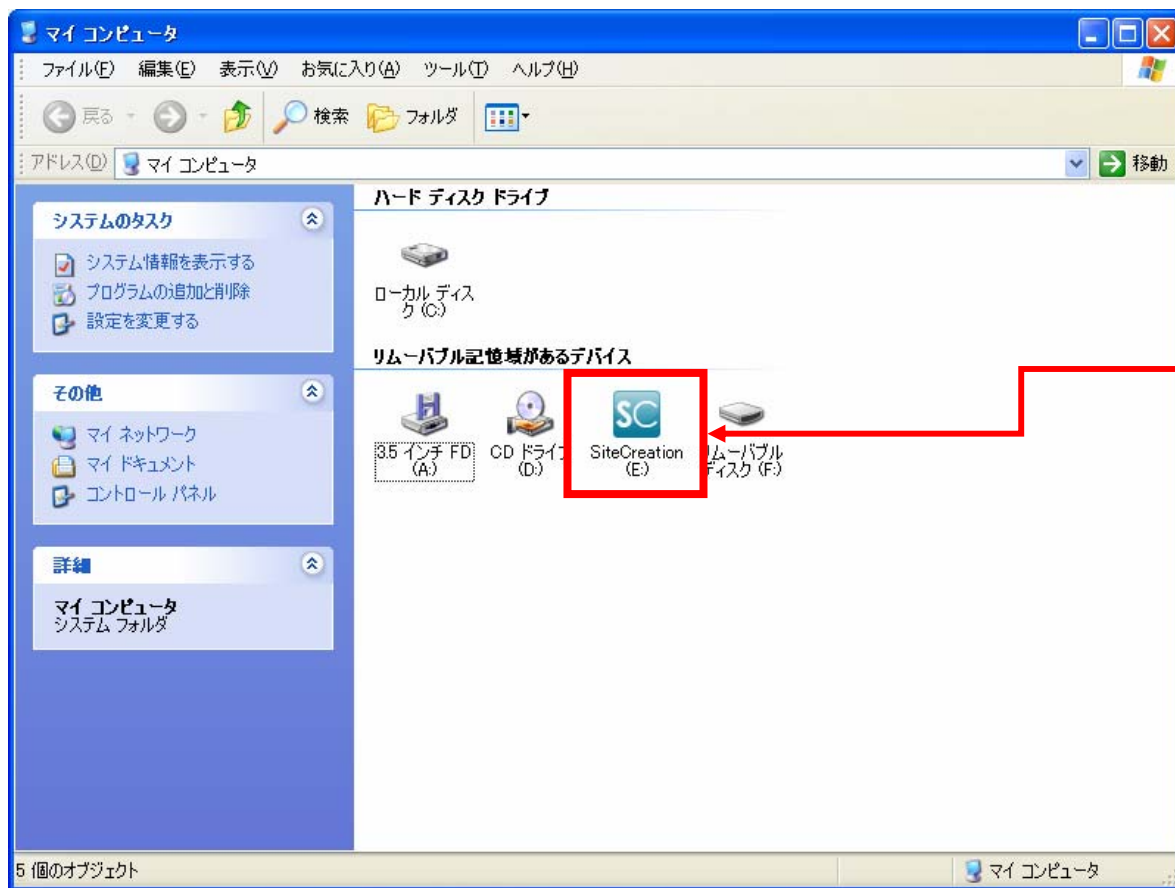 マイ コンピュータ
ファイル(F) 編集(E) 表示(V) お気に入り(A) ツール(T) ヘルプ(H)
戻る 検索 フォルダ
アドレス(D) マイ コンピュータ 移動
システムのタスク
システム情報を表示する
プログラムの追加と削除
設定を変更する
その他
マイ ネットワーク
マイ ドキュメント
コントロール パネル
詳細
マイ コンピュータ
システム フォルダ
ハード ディスク ドライブ
ローカル ディス
ク (C:)
リムーバブル記憶域があるデバイス
3.5 インチ FD
(A:)
CD ドライブ
(D:)
SC
SiteCreation
(E:)
リムーバブル
ディスク (F:)
5 個のオブジェクト マイ コンピュータ